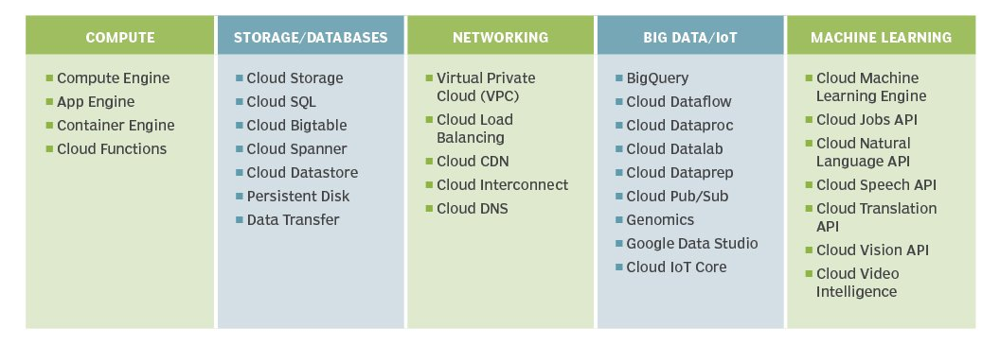 COMPUTE
Compute Engine
App Engine
Container Engine
Cloud Functions
STORAGE/DATABASES
Cloud Storage
Cloud SQL
Cloud Bigtable
Cloud Spanner
Cloud Datastore
Persistent Disk
Data Transfer
NETWORKING
Virtual Private
Cloud (VPC)
Cloud Load
Balancing
Cloud CDN
Cloud Interconnect
Cloud DNS
BIG DATA/IoT
BigQuery
Cloud Dataflow
Cloud Dataproc
Cloud Datalab
Cloud Dataprep
Cloud Pub/Sub
Genomics
Google Data Studio
Cloud IoT Core
MACHINE LEARNING
Cloud Machine
Learning Engine
Cloud Jobs API
Cloud Natural
Language API
Cloud Speech API
Cloud Translation
API
Cloud Vision API
Cloud Video
Intelligence